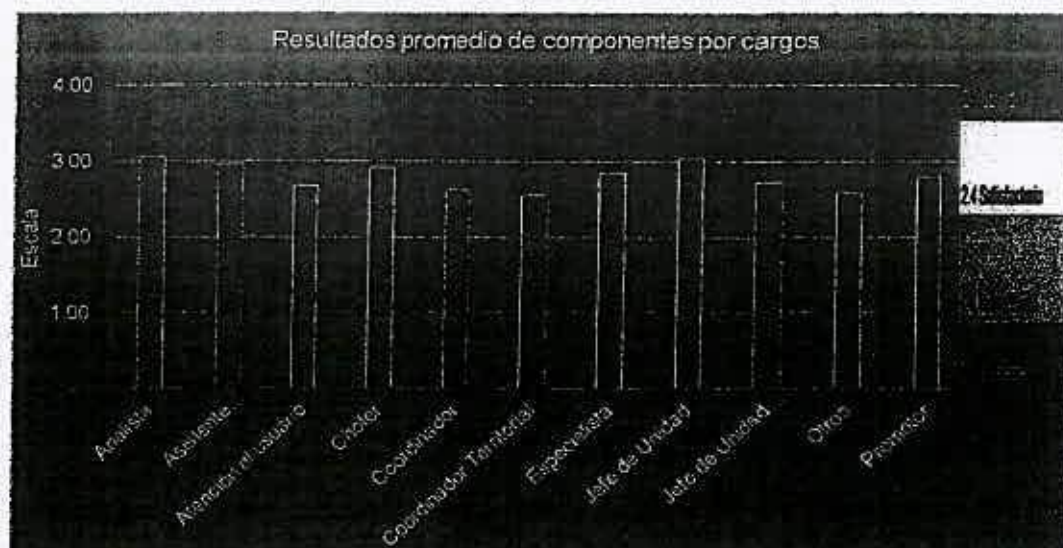 Resultados promedio de componentes por cargos
4.00
3.00
2.00
1.00
Escala
Analista
Asistente
Atención al usuario
Chofer
Coordinador
Coordinador Territorial
Especialista
Jefe de Unidad
Jefe de Unidad
Otros
Promotor
2.4 Satisfactorio